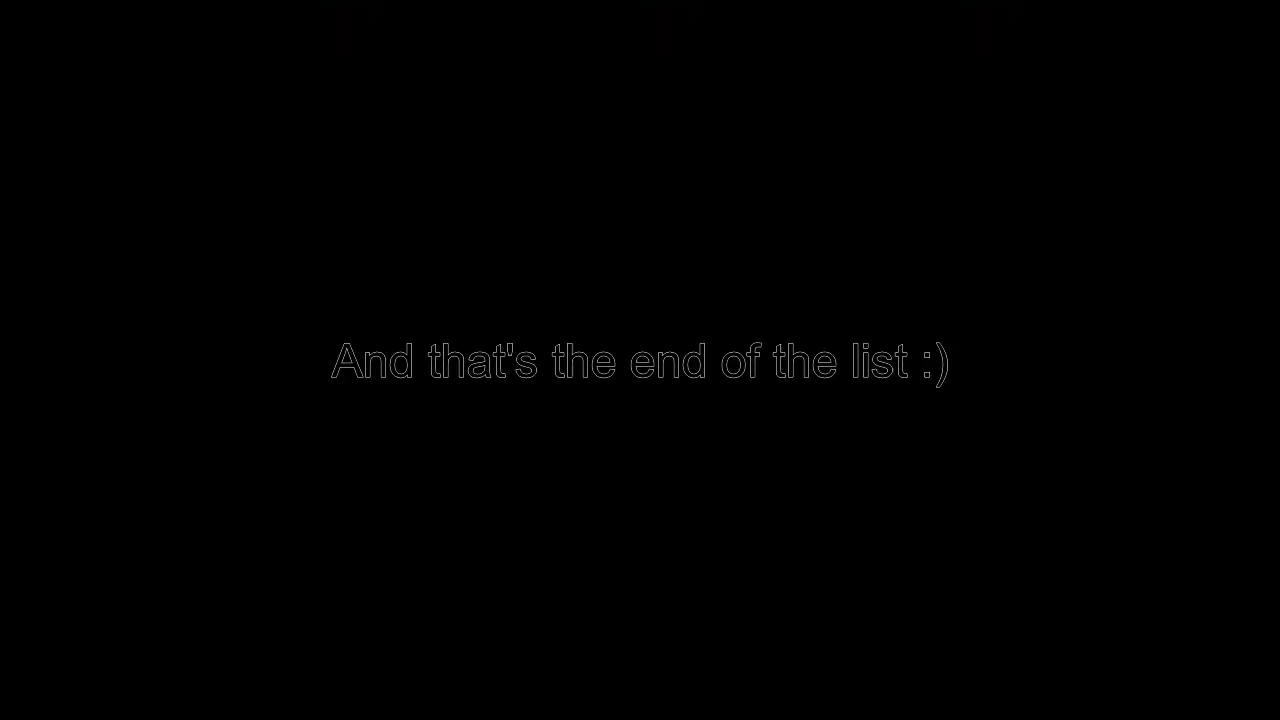 And that's the end of the list :)